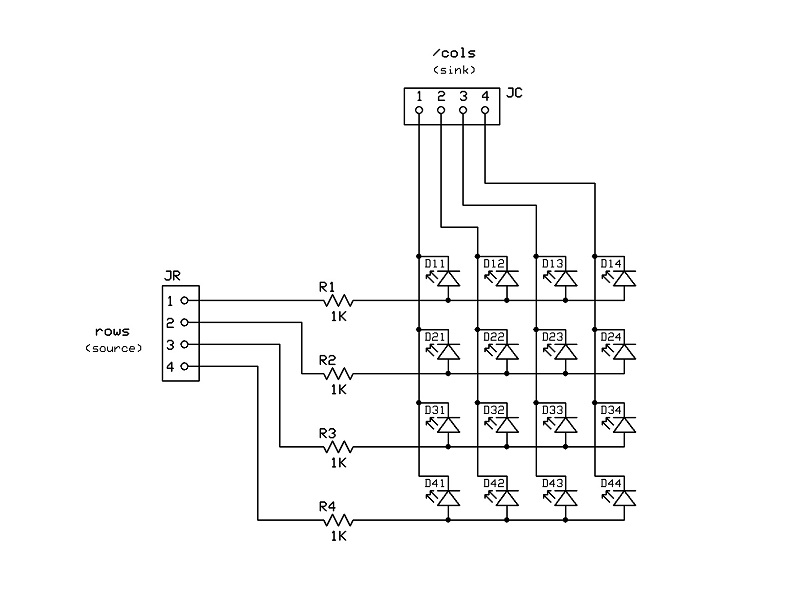 /cols
(sink)
1 2 3 4 JC
D11 D12 D13 D14
JR
R1
1
1K
2
rows
D21 D22 D23 D24
(source)
3
R2
4
1K
D31 D32 D33 D34
R3
1K
D41 D42 D43 D44
R4
1K